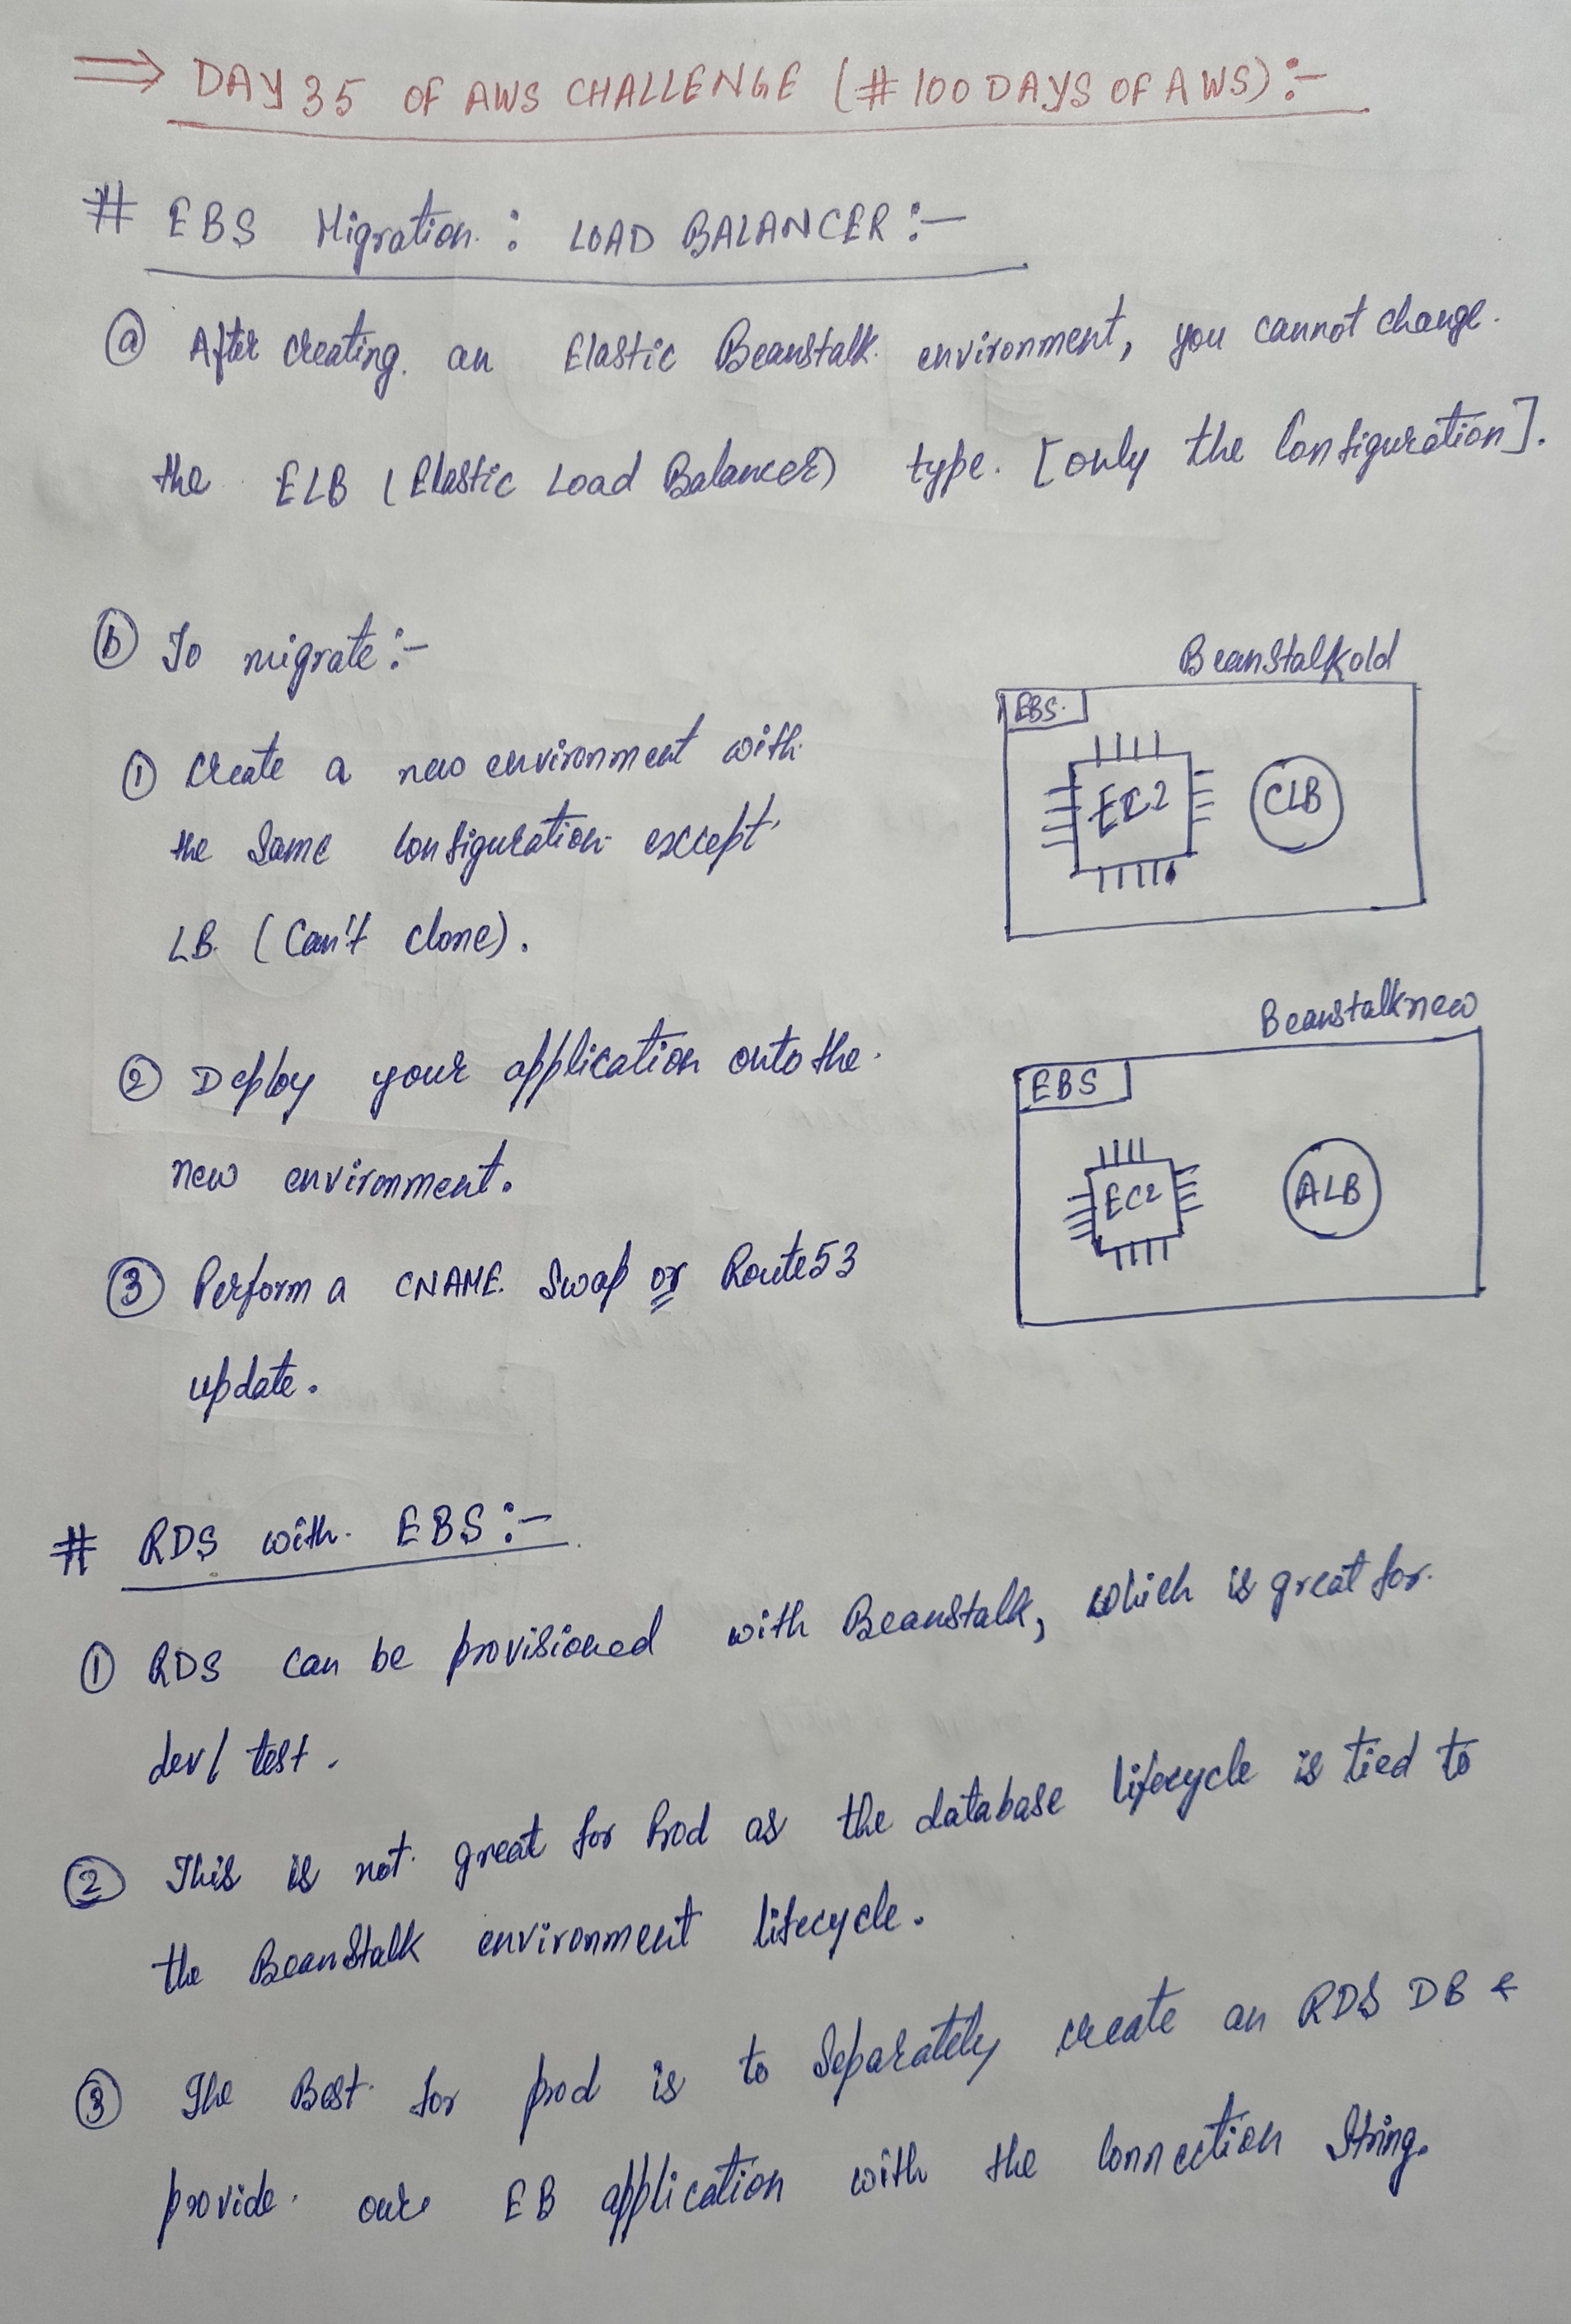 ⇒ DAY 35 OF AWS CHALLENGE (#100DAYSOFAWS):-
# EBS Migration : LOAD BALANCER:-
ⓐ After creating an Elastic Beanstalk environment, you cannot change
the ELB (Elastic Load Balancer) type. [only the Configuration].
ⓑ To migrate:-
① Create a new environment with
the Same Configuration except
LB (Can't clone).
② Deploy your application onto the
new environment.
③ Perform a CNAME Swap or Route53
update.
BeanStalkold
EBS
EC2
CLB
Beanstalknew
EBS
EC2
ALB
# RDS with EBS:-
① RDS can be provisioned with Beanstalk, which is great for
dev/test.
② This is not great for Prod as the database lifecycle is tied to
the BeanStalk environment lifecycle.
③ The Best for prod is to Separately create an RDS DB &
provide our EB application with the Connection String.